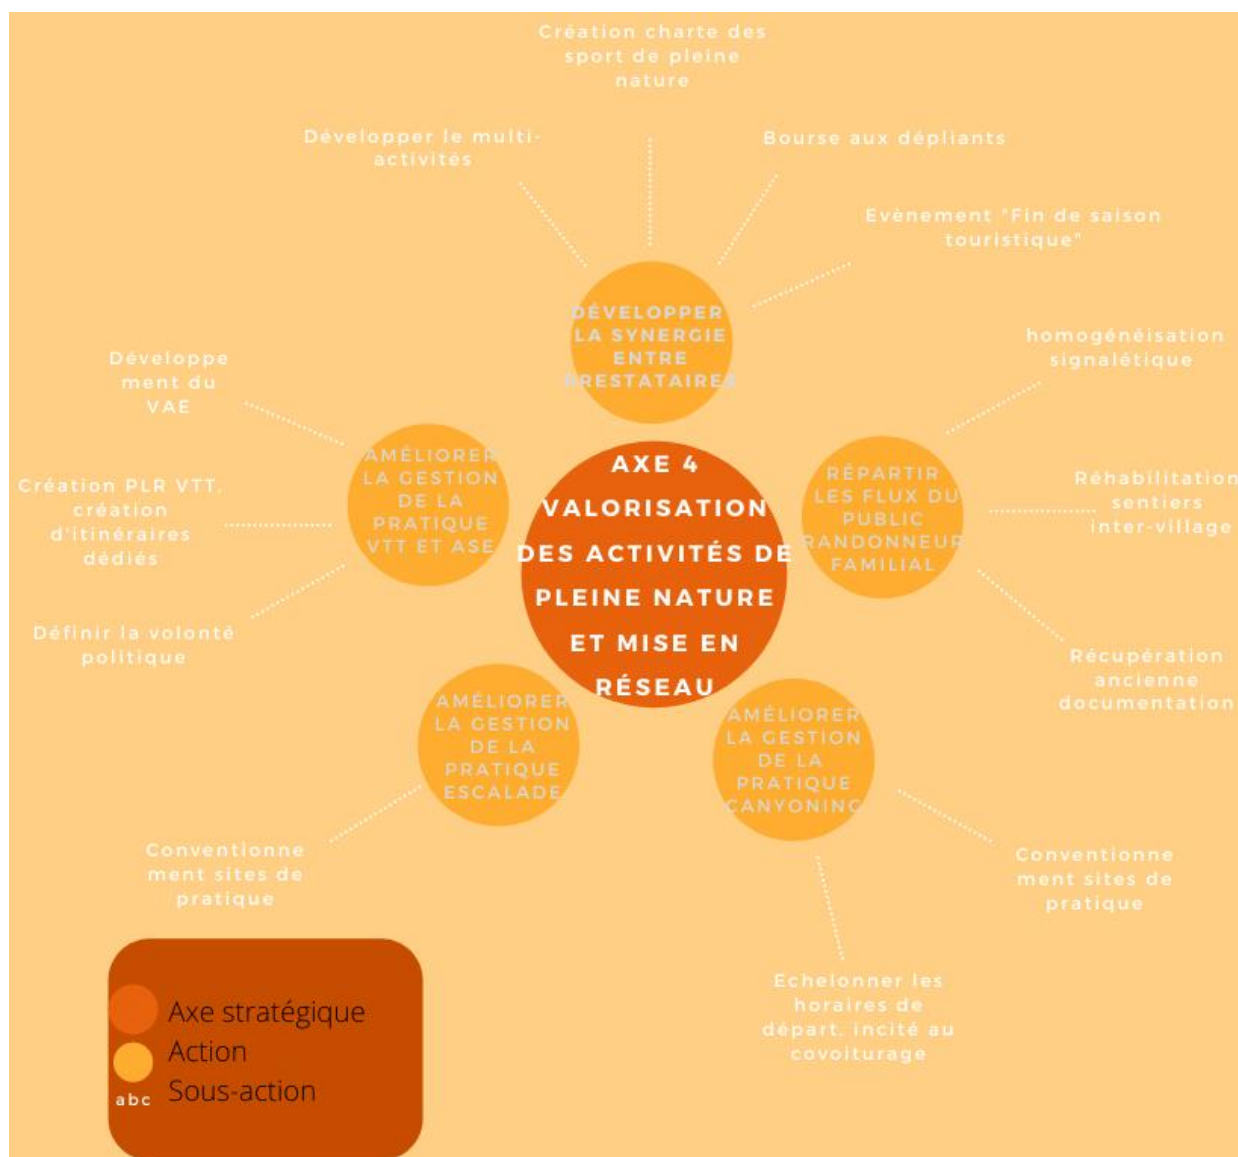 Création charte des
sport de pleine
nature
Développer le multi-
activités
Bourse aux dépliants
Evènement "Fin de saison
touristique"
DÉVELOPPER
LA SYNERGIE
ENTRE
PRESTATAIRES
homogénéisation
signalétique
Développe
ment du
VAE
AMÉLIORER
LA GESTION
DE LA
PRATIQUE
VTT ET ASE
AXE 4
VALORISATION
DES ACTIVITÉS DE
PLEINE NATURE
ET MISE EN
RÉSEAU
RÉPARTIR
LES FLUX DU
PUBLIC
RANDONNEUR
FAMILIAL
Réhabilitation
sentiers
inter-village
Création PLR VTT,
création
d'itinéraires
dédiés
Définir la volonté
politique
Récupération
ancienne
documentation
AMÉLIORER
LA GESTION
DE LA
PRATIQUE
ESCALADE
AMÉLIORER
LA GESTION
DE LA
PRATIQUE
CANYONING
Conventionne
ment sites de
pratique
Conventionne
ment sites de
pratique
Echelonner les
horaires de
départ, incité au
covoiturage
Axe stratégique
Action
abc Sous-action